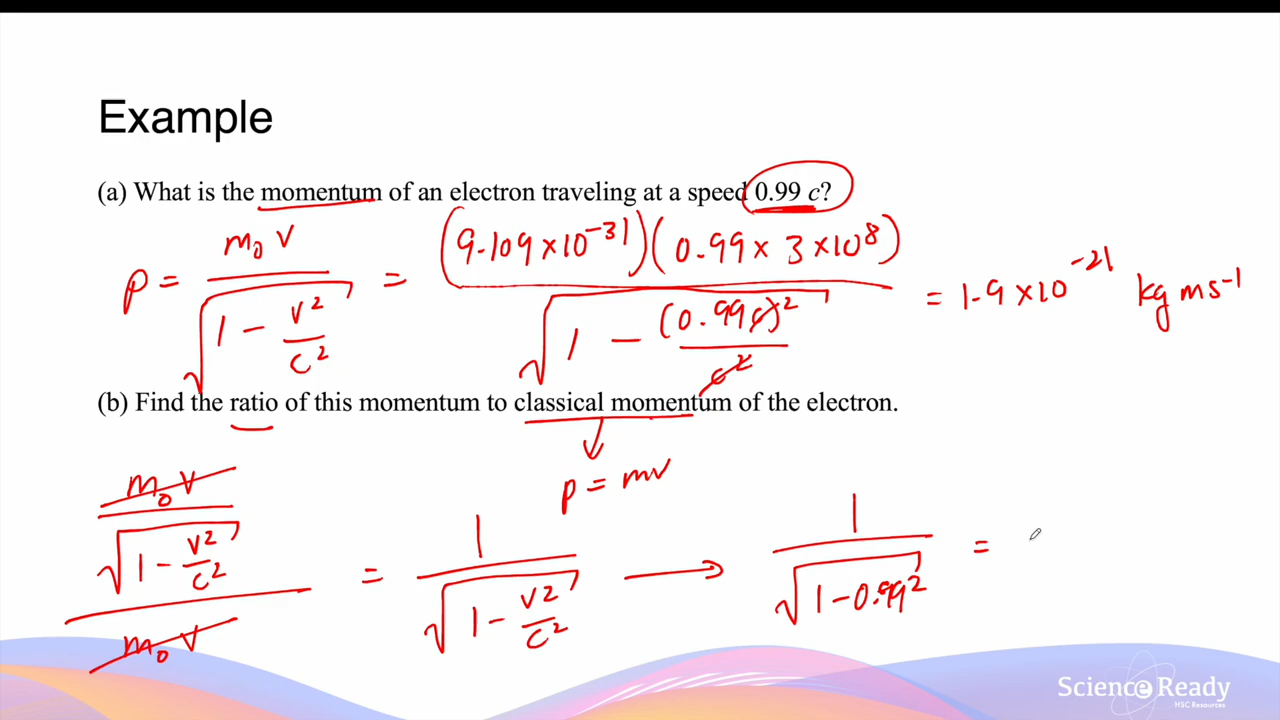 Example
(a) What is the momentum of an electron traveling at a speed 0.99 c?
p = m₀v / √(1 − v²/c²) = (9.109×10⁻³¹)(0.99 × 3×10⁸) / √(1 − (0.99c)²/c²) = 1.9×10⁻²¹ kg ms⁻¹
(b) Find the ratio of this momentum to classical momentum of the electron.
p = mv
(m₀v / √(1 − v²/c²)) / m₀v = 1 / √(1 − v²/c²) → 1 / √(1−0.99²) =
Science Ready
HSC Resources